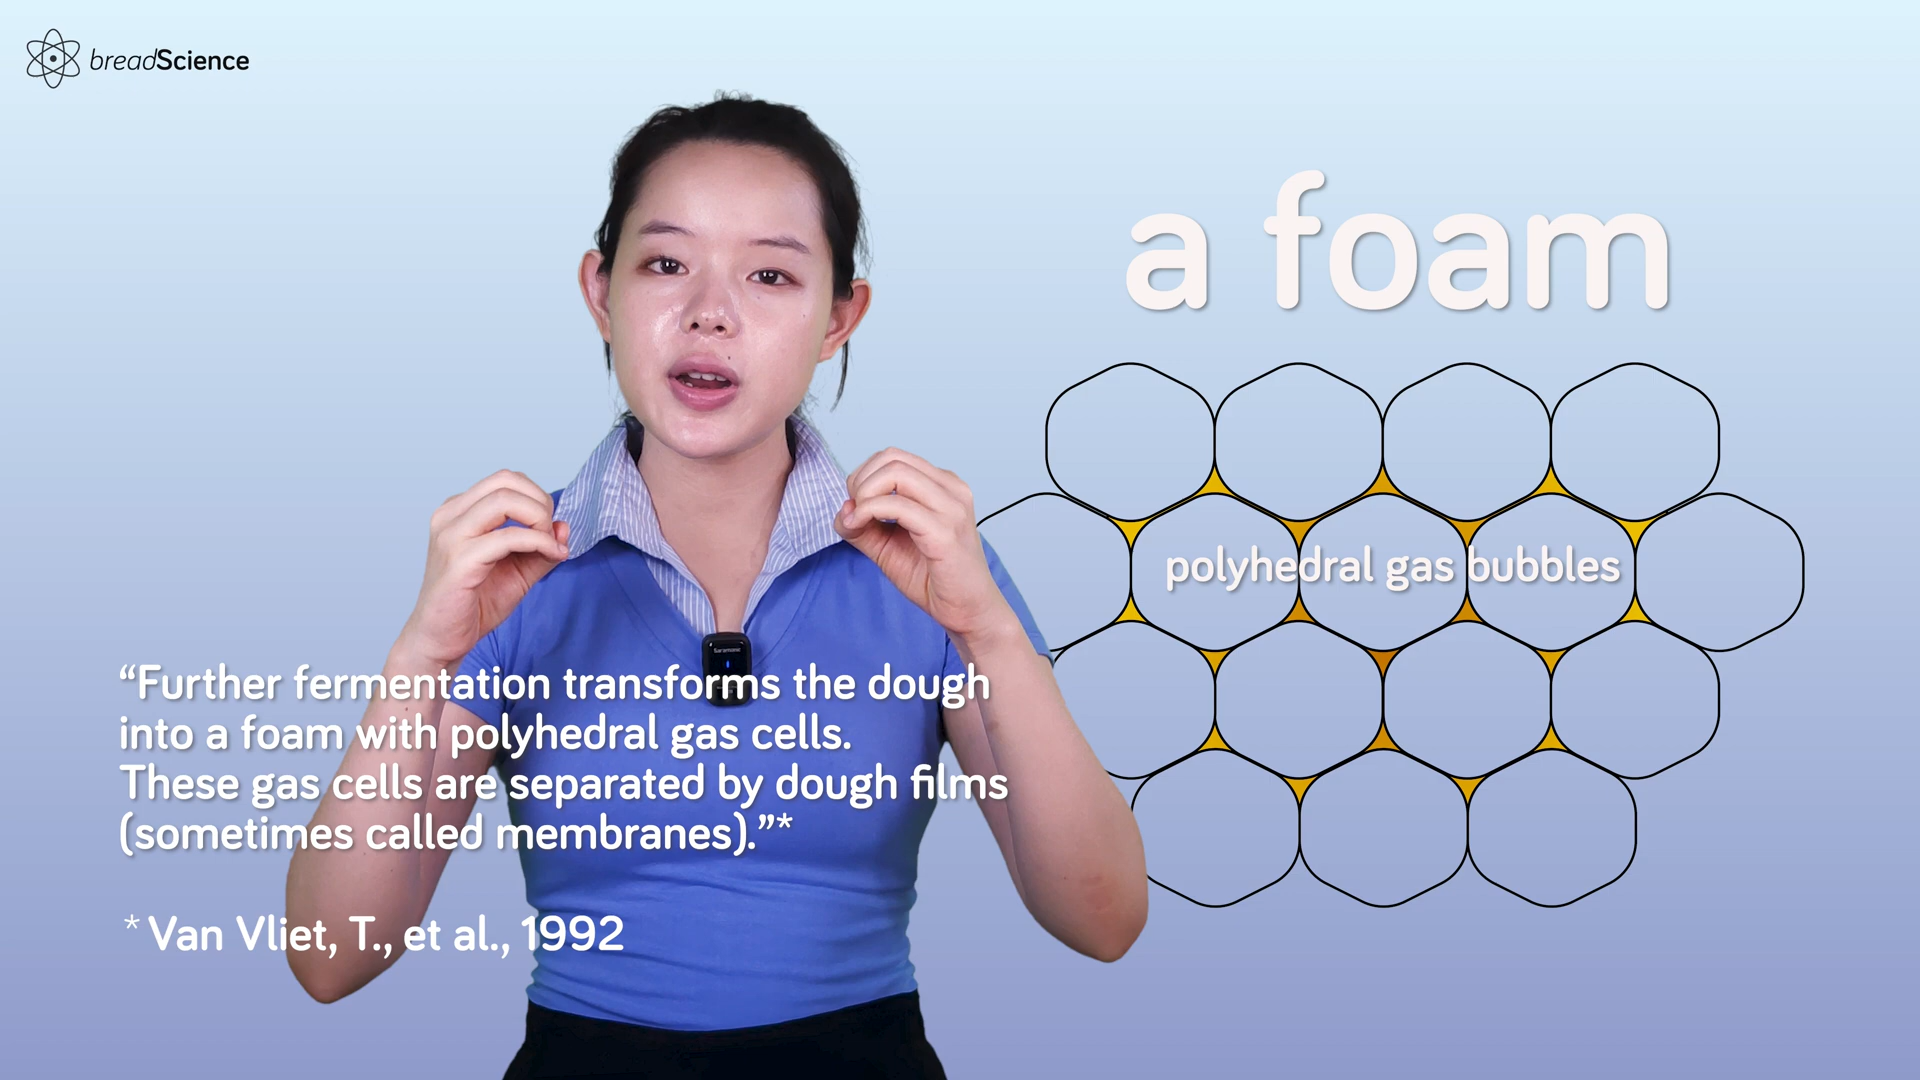 breadScience
a foam
polyhedral gas bubbles
Saramonic
“Further fermentation transforms the dough
into a foam with polyhedral gas cells.
These gas cells are separated by dough films
(sometimes called membranes).”*
* Van Vliet, T., et al., 1992